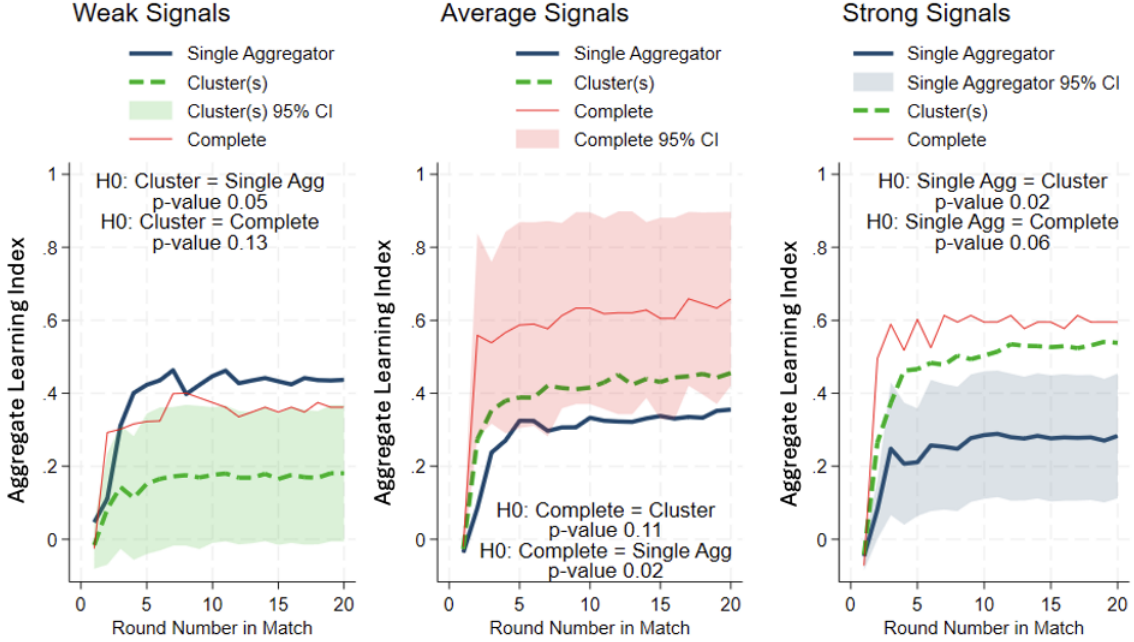 Weak Signals
Single Aggregator
Cluster(s)
Cluster(s) 95% CI
Complete
H0: Cluster = Single Agg
p-value 0.05
H0: Cluster = Complete
p-value 0.13
Aggregate Learning Index
1
.8
.6
.4
.2
0
0 5 10 15 20
Round Number in Match
Average Signals
Single Aggregator
Cluster(s)
Complete
Complete 95% CI
Aggregate Learning Index
1
.8
.6
.4
.2
0
H0: Complete = Cluster
p-value 0.11
H0: Complete = Single Agg
p-value 0.02
0 5 10 15 20
Round Number in Match
Strong Signals
Single Aggregator
Single Aggregator 95% CI
Cluster(s)
Complete
H0: Single Agg = Cluster
p-value 0.02
H0: Single Agg = Complete
p-value 0.06
Aggregate Learning Index
1
.8
.6
.4
.2
0
0 5 10 15 20
Round Number in Match